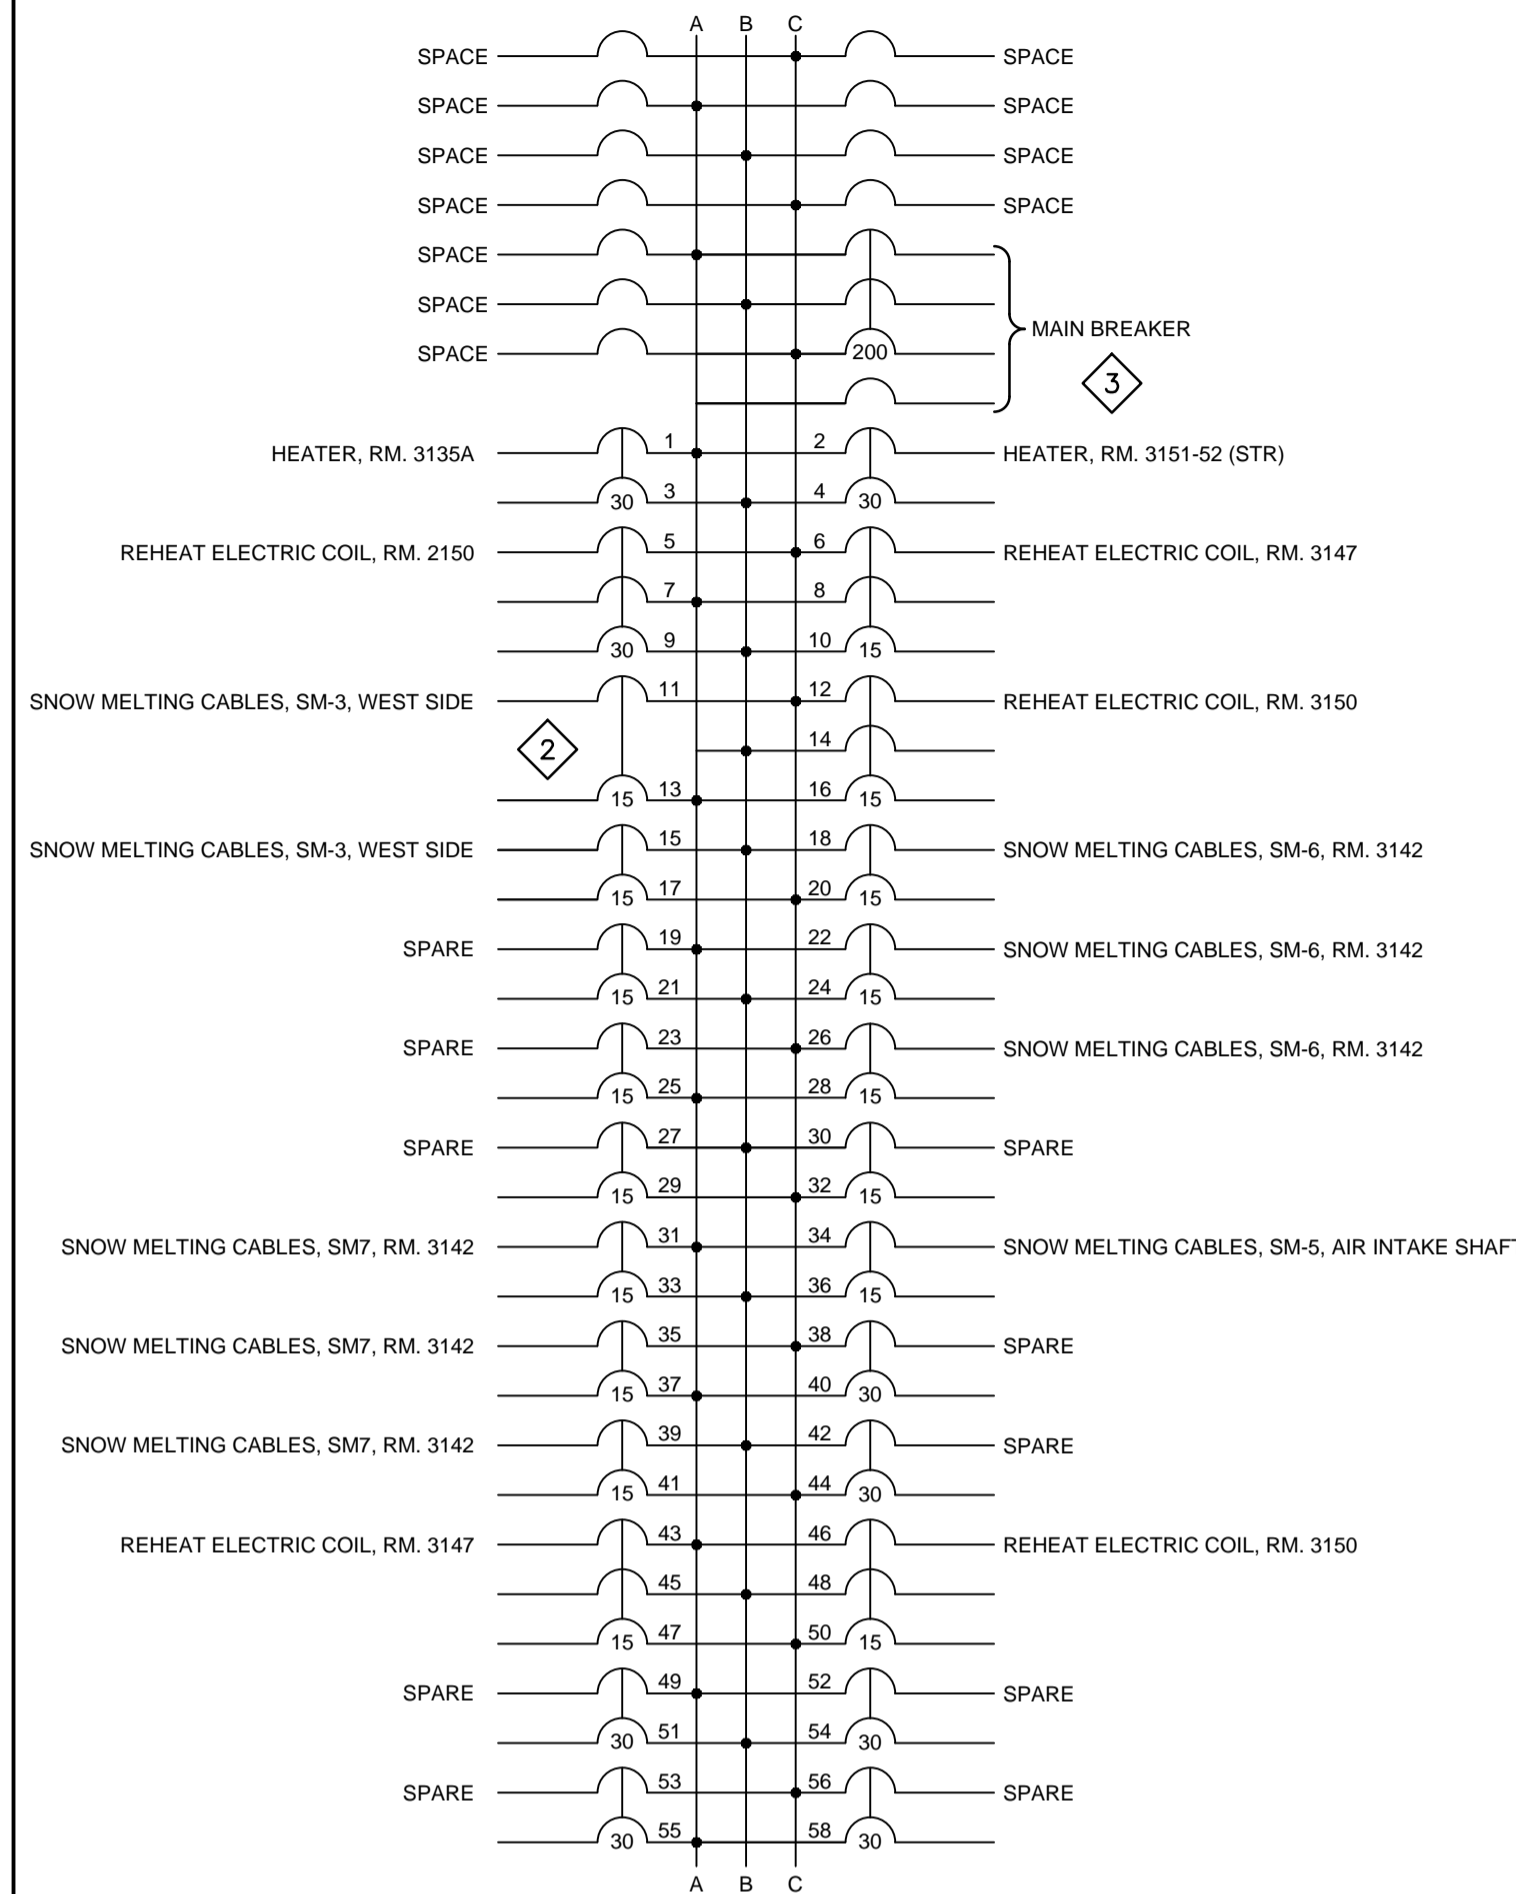 A B C
SPACE SPACE
SPACE SPACE
SPACE SPACE
SPACE SPACE
SPACE
SPACE
MAIN BREAKER
SPACE 200
3
HEATER, RM. 3135A 1 2 HEATER, RM. 3151-52 (STR)
30 3 4 30
REHEAT ELECTRIC COIL, RM. 2150 5 6 REHEAT ELECTRIC COIL, RM. 3147
7 8
30 9 10 15
SNOW MELTING CABLES, SM-3, WEST SIDE 11 12 REHEAT ELECTRIC COIL, RM. 3150
2 14
15 13 16 15
SNOW MELTING CABLES, SM-3, WEST SIDE 15 18 SNOW MELTING CABLES, SM-6, RM. 3142
15 17 20 15
SPARE 19 22 SNOW MELTING CABLES, SM-6, RM. 3142
15 21 24 15
SPARE 23 26 SNOW MELTING CABLES, SM-6, RM. 3142
15 25 28 15
SPARE 27 30 SPARE
15 29 32 15
SNOW MELTING CABLES, SM7, RM. 3142 31 34 SNOW MELTING CABLES, SM-5, AIR INTAKE SHAFT
15 33 36 15
SNOW MELTING CABLES, SM7, RM. 3142 35 38 SPARE
15 37 40 30
SNOW MELTING CABLES, SM7, RM. 3142 39 42 SPARE
15 41 44 30
REHEAT ELECTRIC COIL, RM. 3147 43 46 REHEAT ELECTRIC COIL, RM. 3150
45 48
15 47 50 15
SPARE 49 52 SPARE
30 51 54 30
SPARE 53 56 SPARE
30 55 58 30
A B C